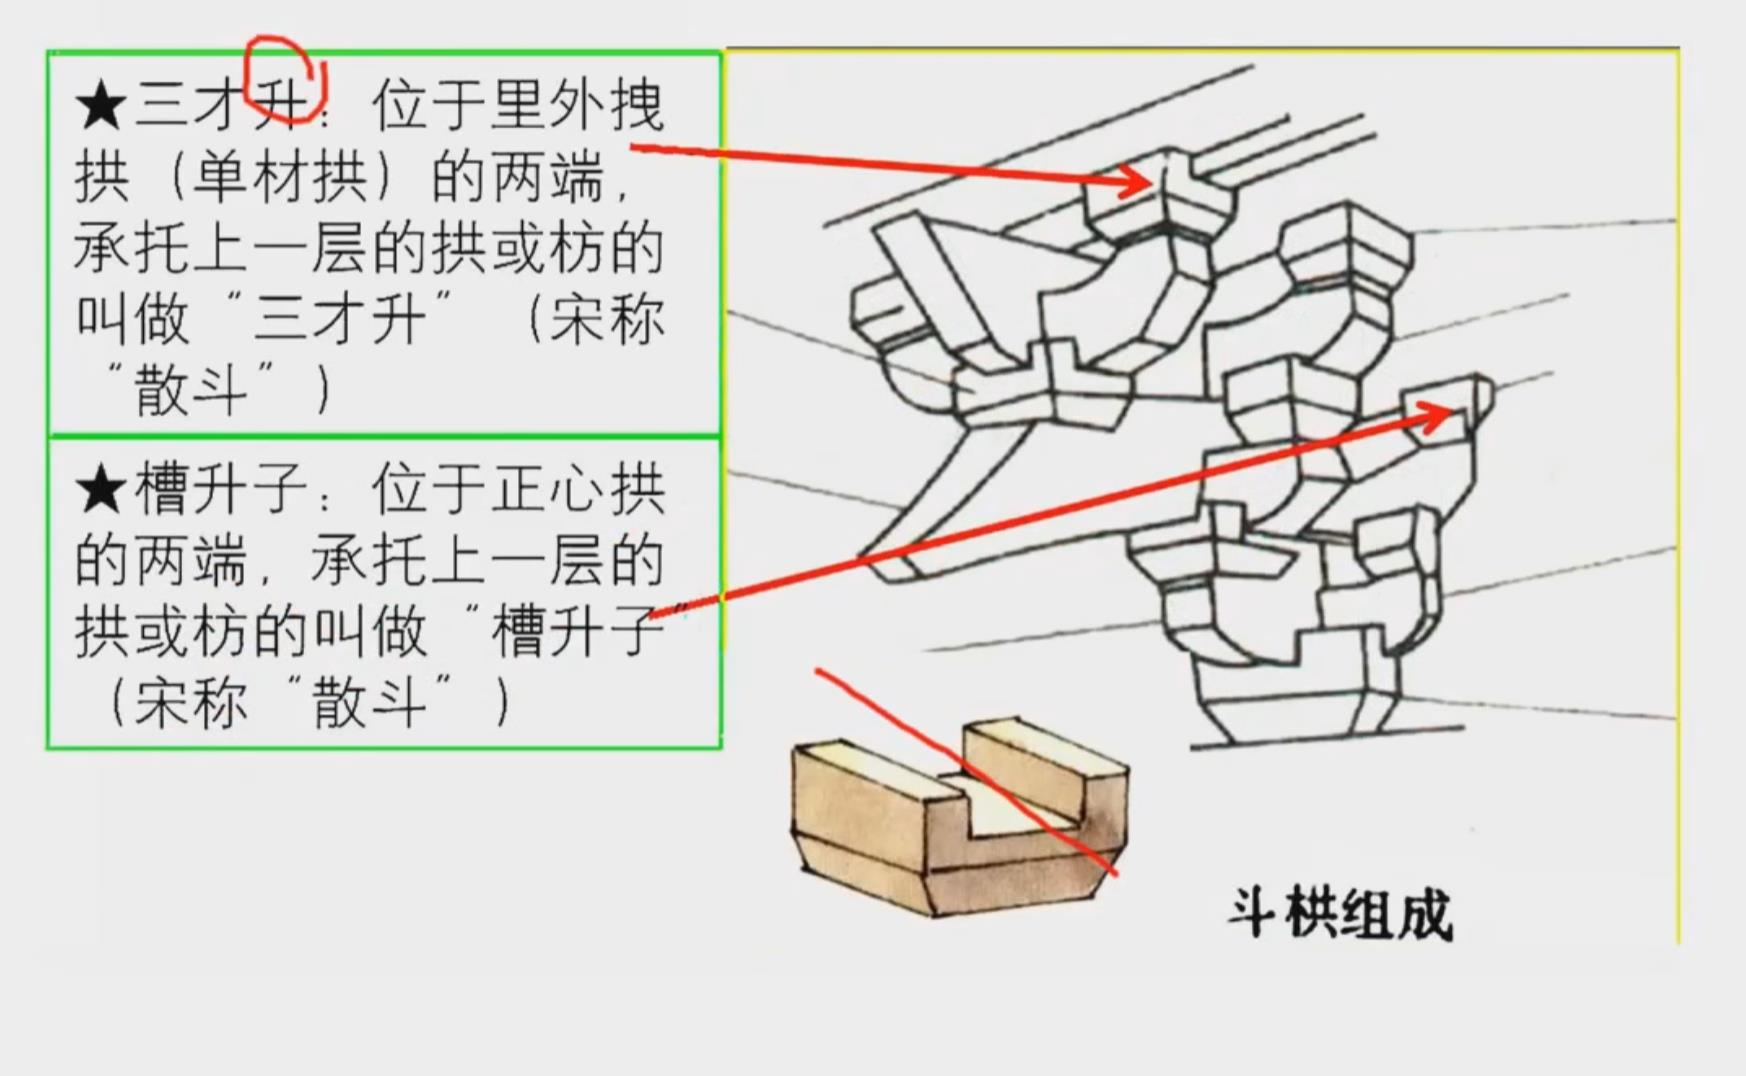 ★三才升：位于里外拽
拱（单材拱）的两端，
承托上一层的拱或枋的
叫做“三才升”（宋称
“散斗”）
★槽升子：位于正心拱
的两端，承托上一层的
拱或枋的叫做“槽升子”
（宋称“散斗”）
斗栱组成